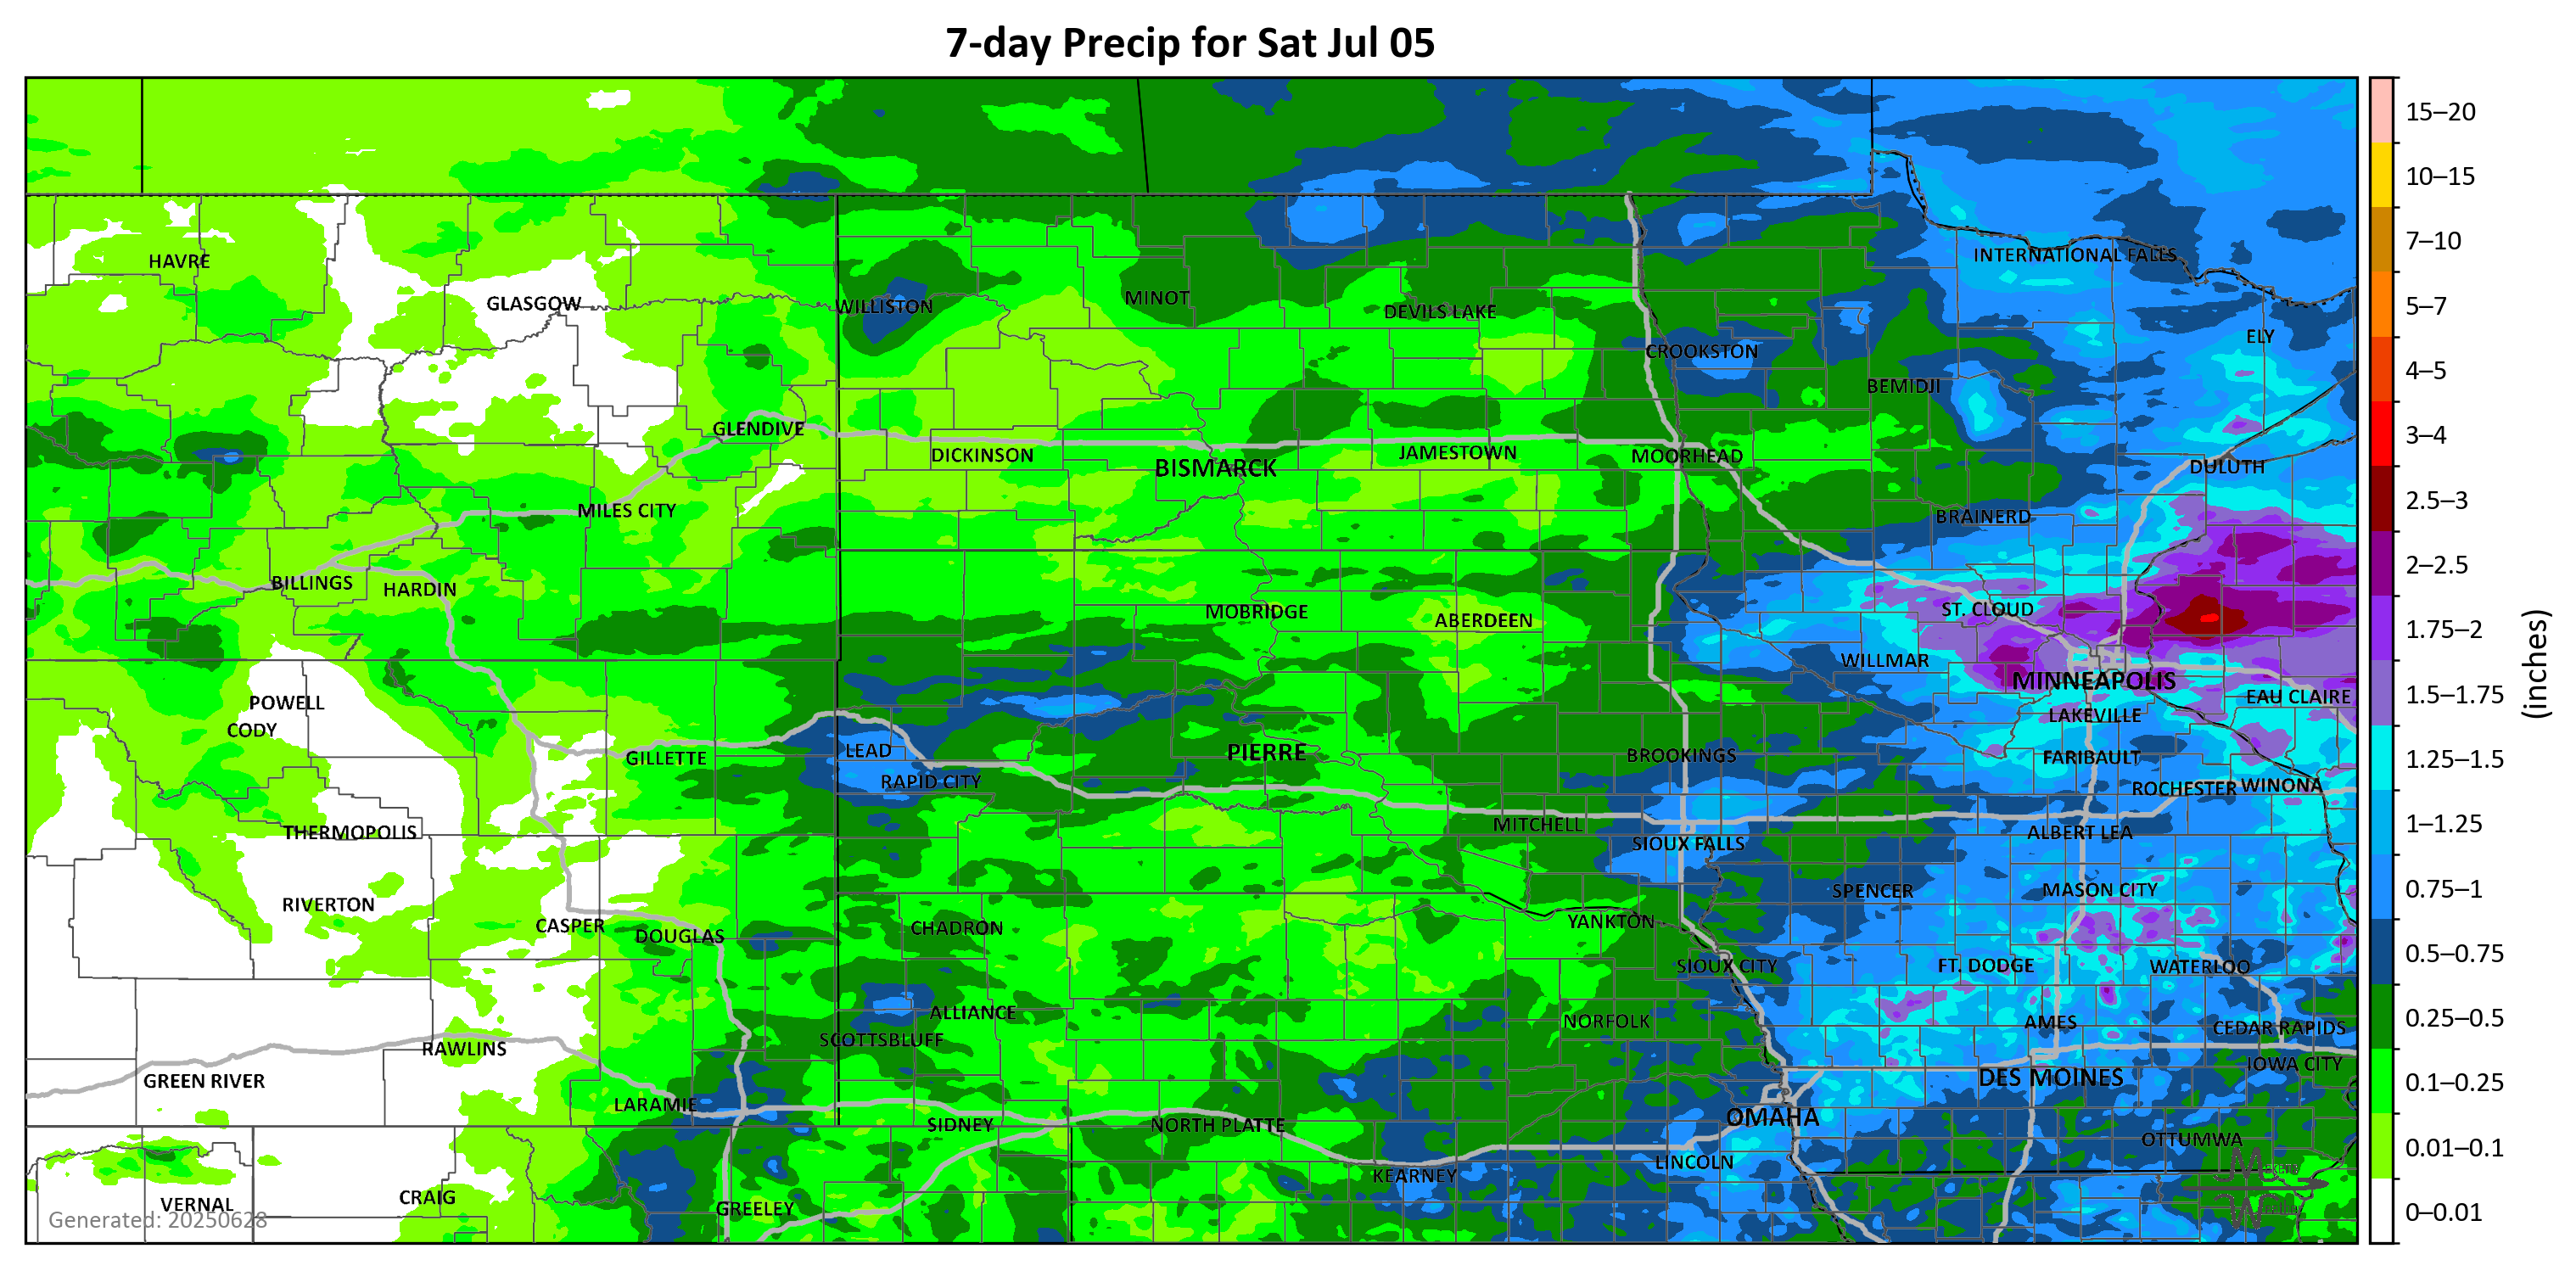 7-day Precip for Sat Jul 05
15–20
10–15
7–10
5–7
4–5
3–4
2.5–3
2–2.5
1.75–2
1.5–1.75
1.25–1.5
1–1.25
0.75–1
0.5–0.75
0.25–0.5
0.1–0.25
0.01–0.1
0–0.01
(inches)
HAVRE
INTERNATIONAL FALLS
GLASGOW
WILLISTON
MINOT
DEVILS LAKE
ELY
CROOKSTON
BEMIDJI
GLENDIVE
DICKINSON
BISMARCK
JAMESTOWN
MOORHEAD
DULUTH
MILES CITY
BRAINERD
BILLINGS
HARDIN
MOBRIDGE
ABERDEEN
ST. CLOUD
WILLMAR
MINNEAPOLIS
EAU CLAIRE
POWELL
LAKEVILLE
CODY
GILLETTE
LEAD
PIERRE
BROOKINGS
FARIBAULT
RAPID CITY
ROCHESTER
WINONA
THERMOPOLIS
MITCHELL
ALBERT LEA
SIOUX FALLS
RIVERTON
SPENCER
MASON CITY
CASPER
DOUGLAS
CHADRON
YANKTON
SIOUX CITY
FT. DODGE
WATERLOO
ALLIANCE
NORFOLK
AMES
CEDAR RAPIDS
SCOTTSBLUFF
RAWLINS
IOWA CITY
GREEN RIVER
DES MOINES
LARAMIE
SIDNEY
NORTH PLATTE
OMAHA
OTTUMWA
KEARNEY
LINCOLN
VERNAL
CRAIG
GREELEY
Generated: 20250628